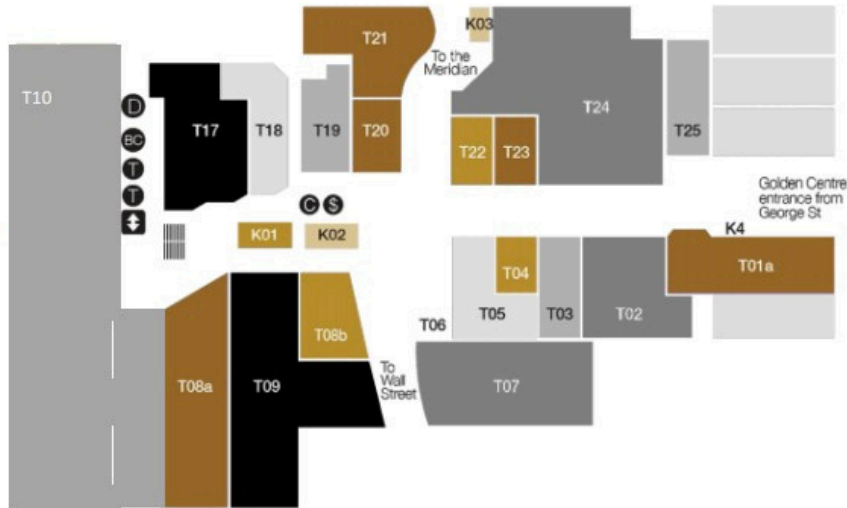 K03
T21
To the
Meridian
T10
T24
D
BC
T17
T18
T19
T20
T22
T23
T25
T
T
Golden Centre
entrance from
George St
C
$
K01
K02
K4
T01a
T04
T05
T03
T02
T06
T08b
To
Wall
Street
T08a
T09
T07